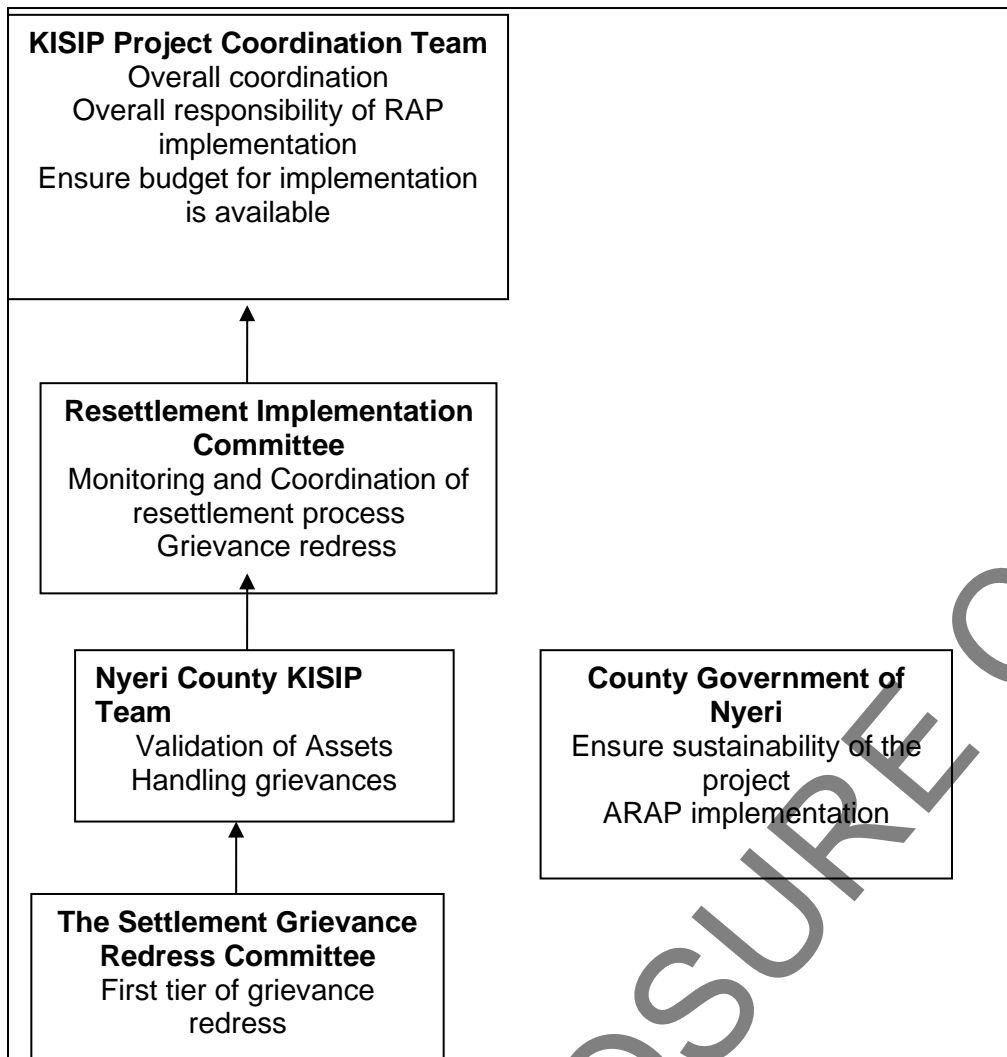 KISIP Project Coordination Team
Overall coordination
Overall responsibility of RAP
implementation
Ensure budget for implementation
is available
Resettlement Implementation
Committee
Monitoring and Coordination of
resettlement process
Grievance redress
Nyeri County KISIP
Team
Validation of Assets
Handling grievances
County Government of
Nyeri
Ensure sustainability of the
project
ARAP implementation
The Settlement Grievance
Redress Committee
First tier of grievance
redress